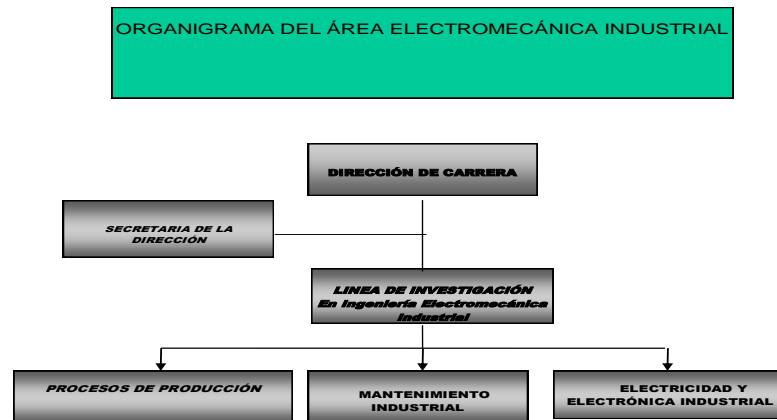 ORGANIGRAMA DEL ÁREA ELECTROMECÁNICA INDUSTRIAL
DIRECCIÓN DE CARRERA
SECRETARIA DE LA
DIRECCIÓN
LINEA DE INVESTIGACIÓN
En Ingeniería Electromecánica
Industrial
PROCESOS DE PRODUCCIÓN
MANTENIMIENTO
INDUSTRIAL
ELECTRICIDAD Y
ELECTRÓNICA INDUSTRIAL